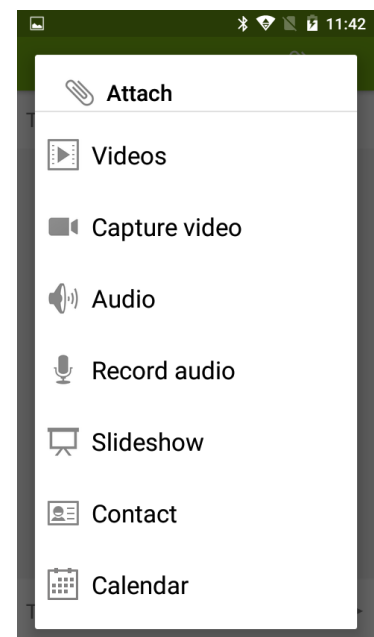 11:42
Attach
Videos
Capture video
Audio
Record audio
Slideshow
Contact
Calendar